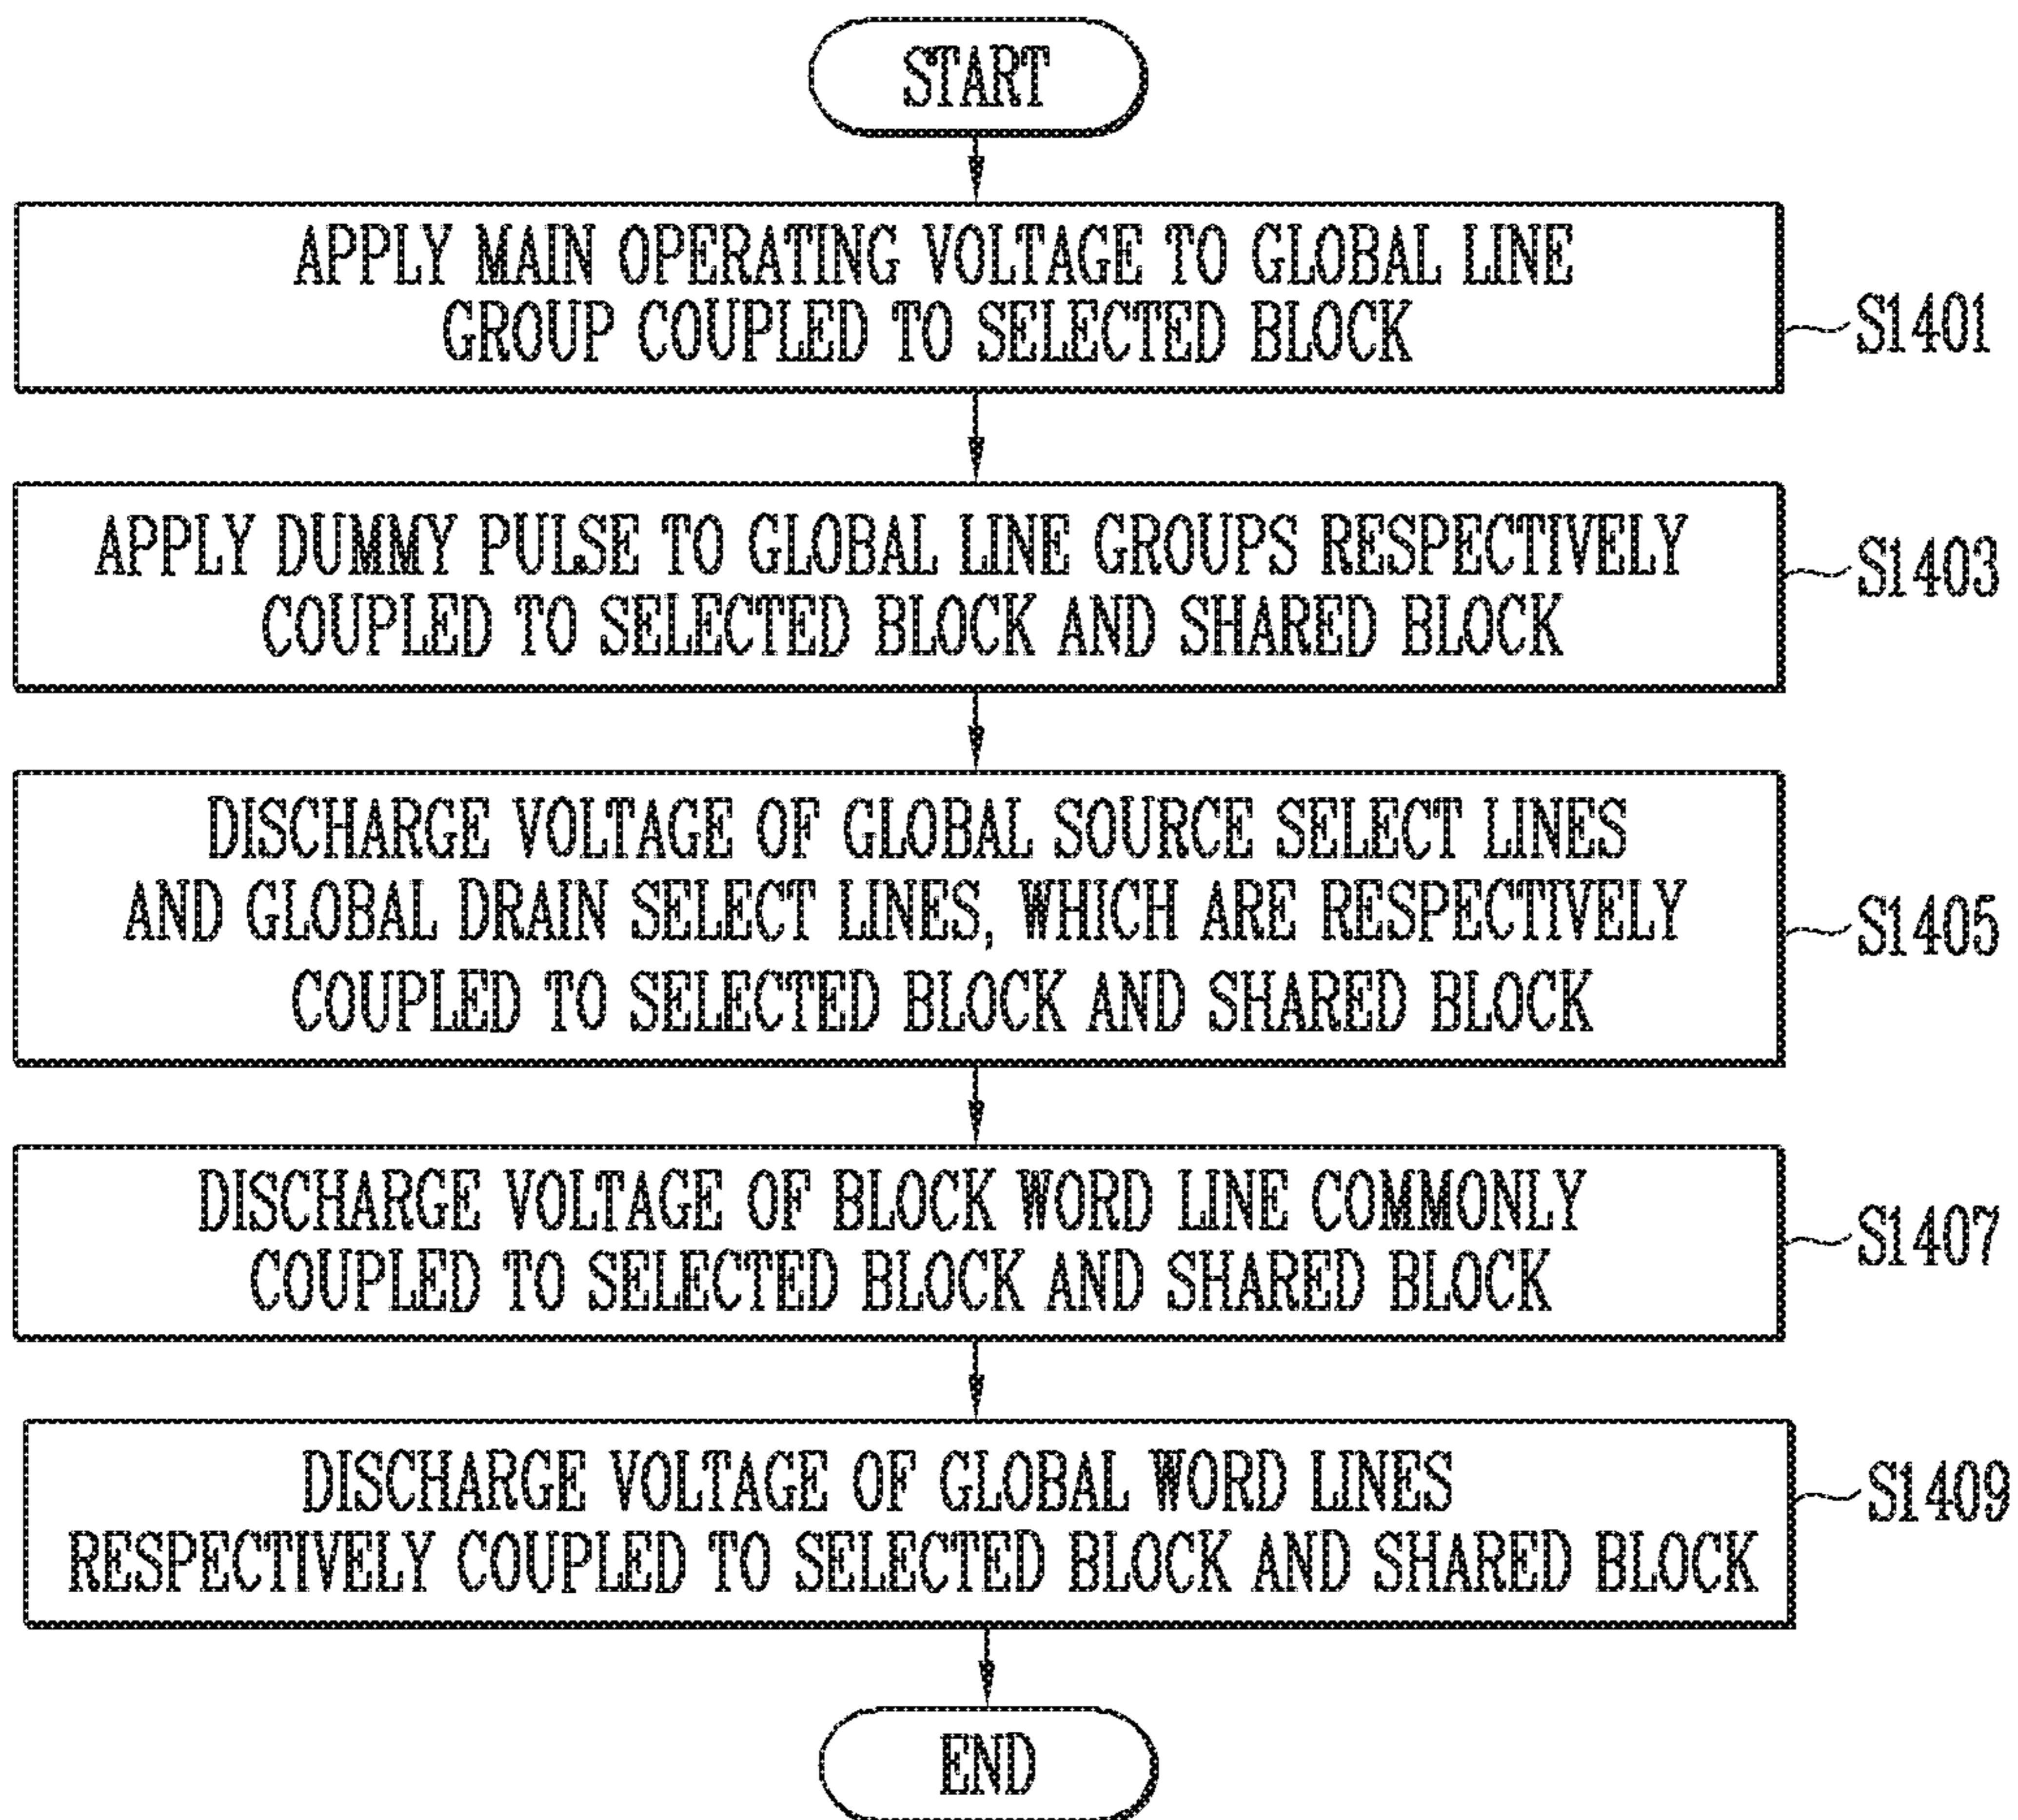 START
APPLY MAIN OPERATING VOLTAGE TO GLOBAL LINE
GROUP COUPLED TO SELECTED BLOCK
S1401
APPLY DUMMY PULSE TO GLOBAL LINE GROUPS RESPECTIVELY
COUPLED TO SELECTED BLOCK AND SHARED BLOCK
S1403
DISCHARGE VOLTAGE OF GLOBAL SOURCE SELECT LINES
AND GLOBAL DRAIN SELECT LINES, WHICH ARE RESPECTIVELY
COUPLED TO SELECTED BLOCK AND SHARED BLOCK
S1405
DISCHARGE VOLTAGE OF BLOCK WORD LINE COMMONLY
COUPLED TO SELECTED BLOCK AND SHARED BLOCK
S1407
DISCHARGE VOLTAGE OF GLOBAL WORD LINES
RESPECTIVELY COUPLED TO SELECTED BLOCK AND SHARED BLOCK
S1409
END